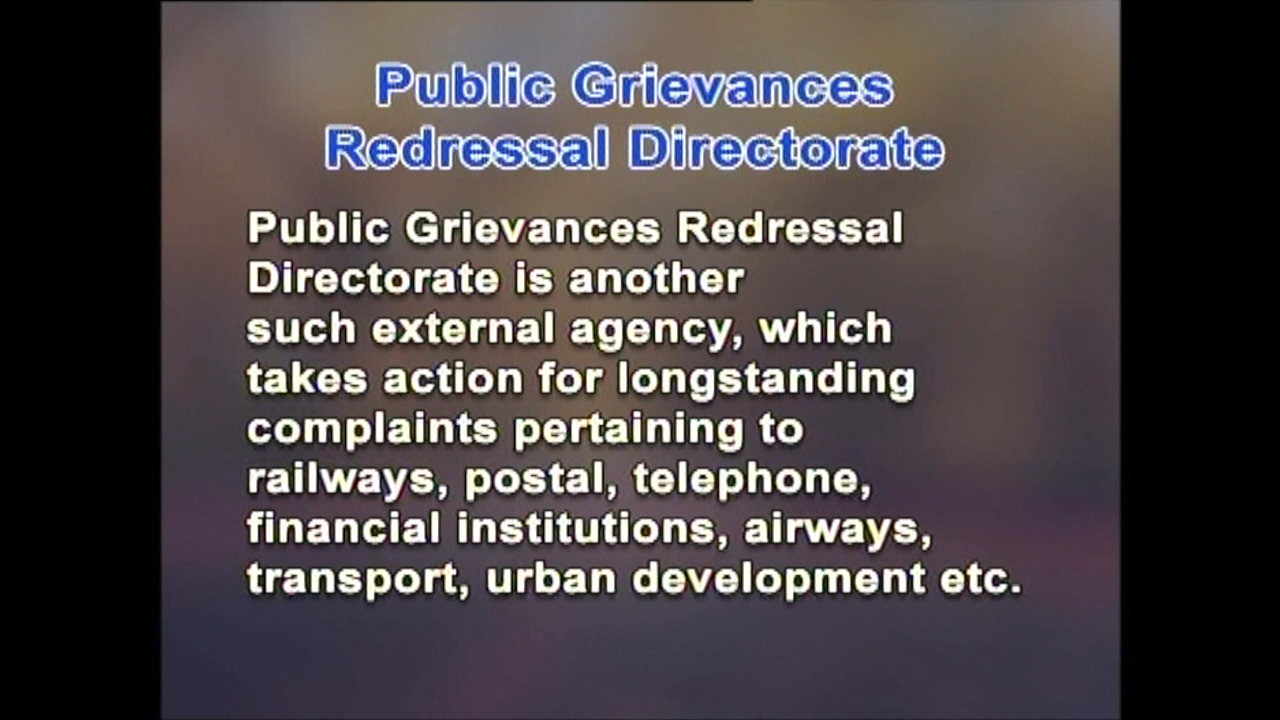 Public Grievances
Redressal Directorate
Public Grievances Redressal
Directorate is another
such external agency, which
takes action for longstanding
complaints pertaining to
railways, postal, telephone,
financial institutions, airways,
transport, urban development etc.